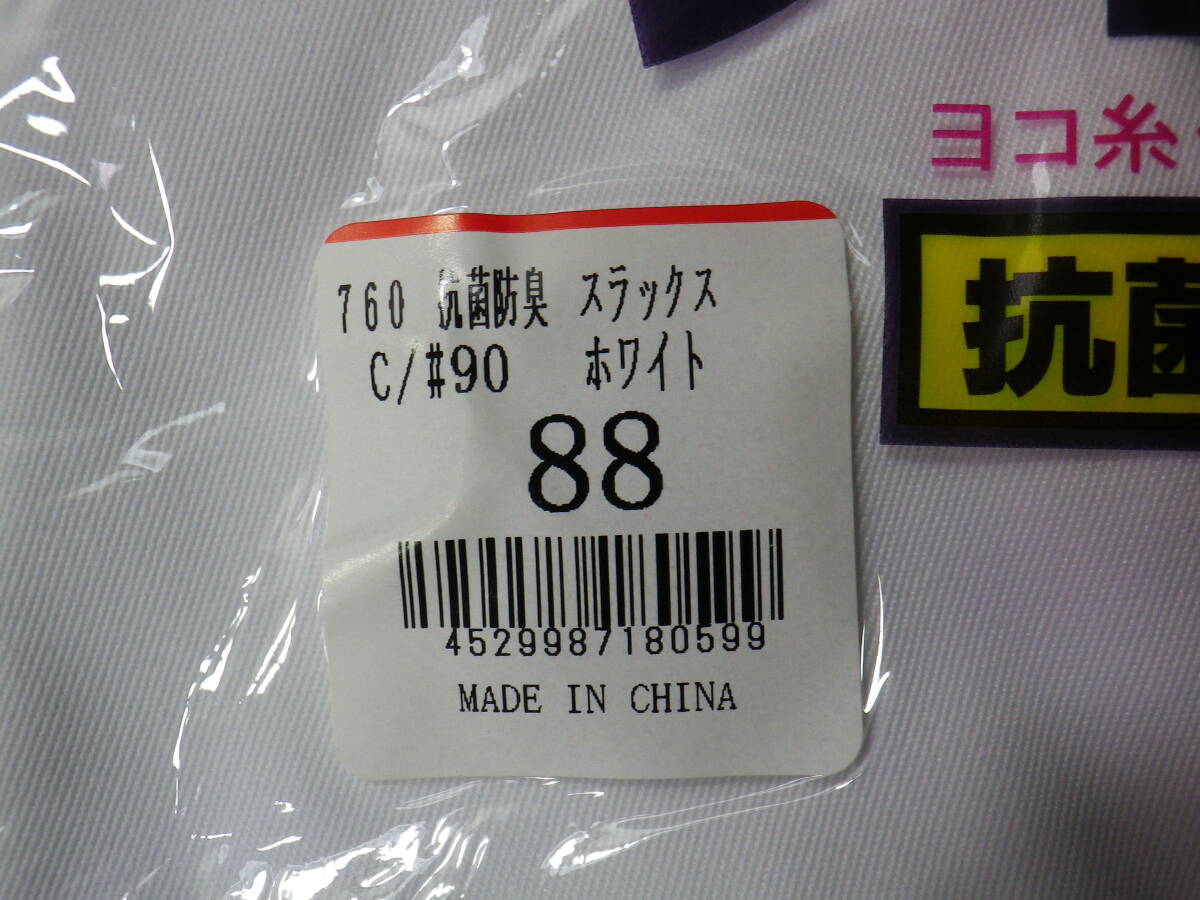 ヨコ糸
抗菌
760 抗菌防臭 スラックス
C/#90 ホワイト
88
4529987180599
MADE IN CHINA